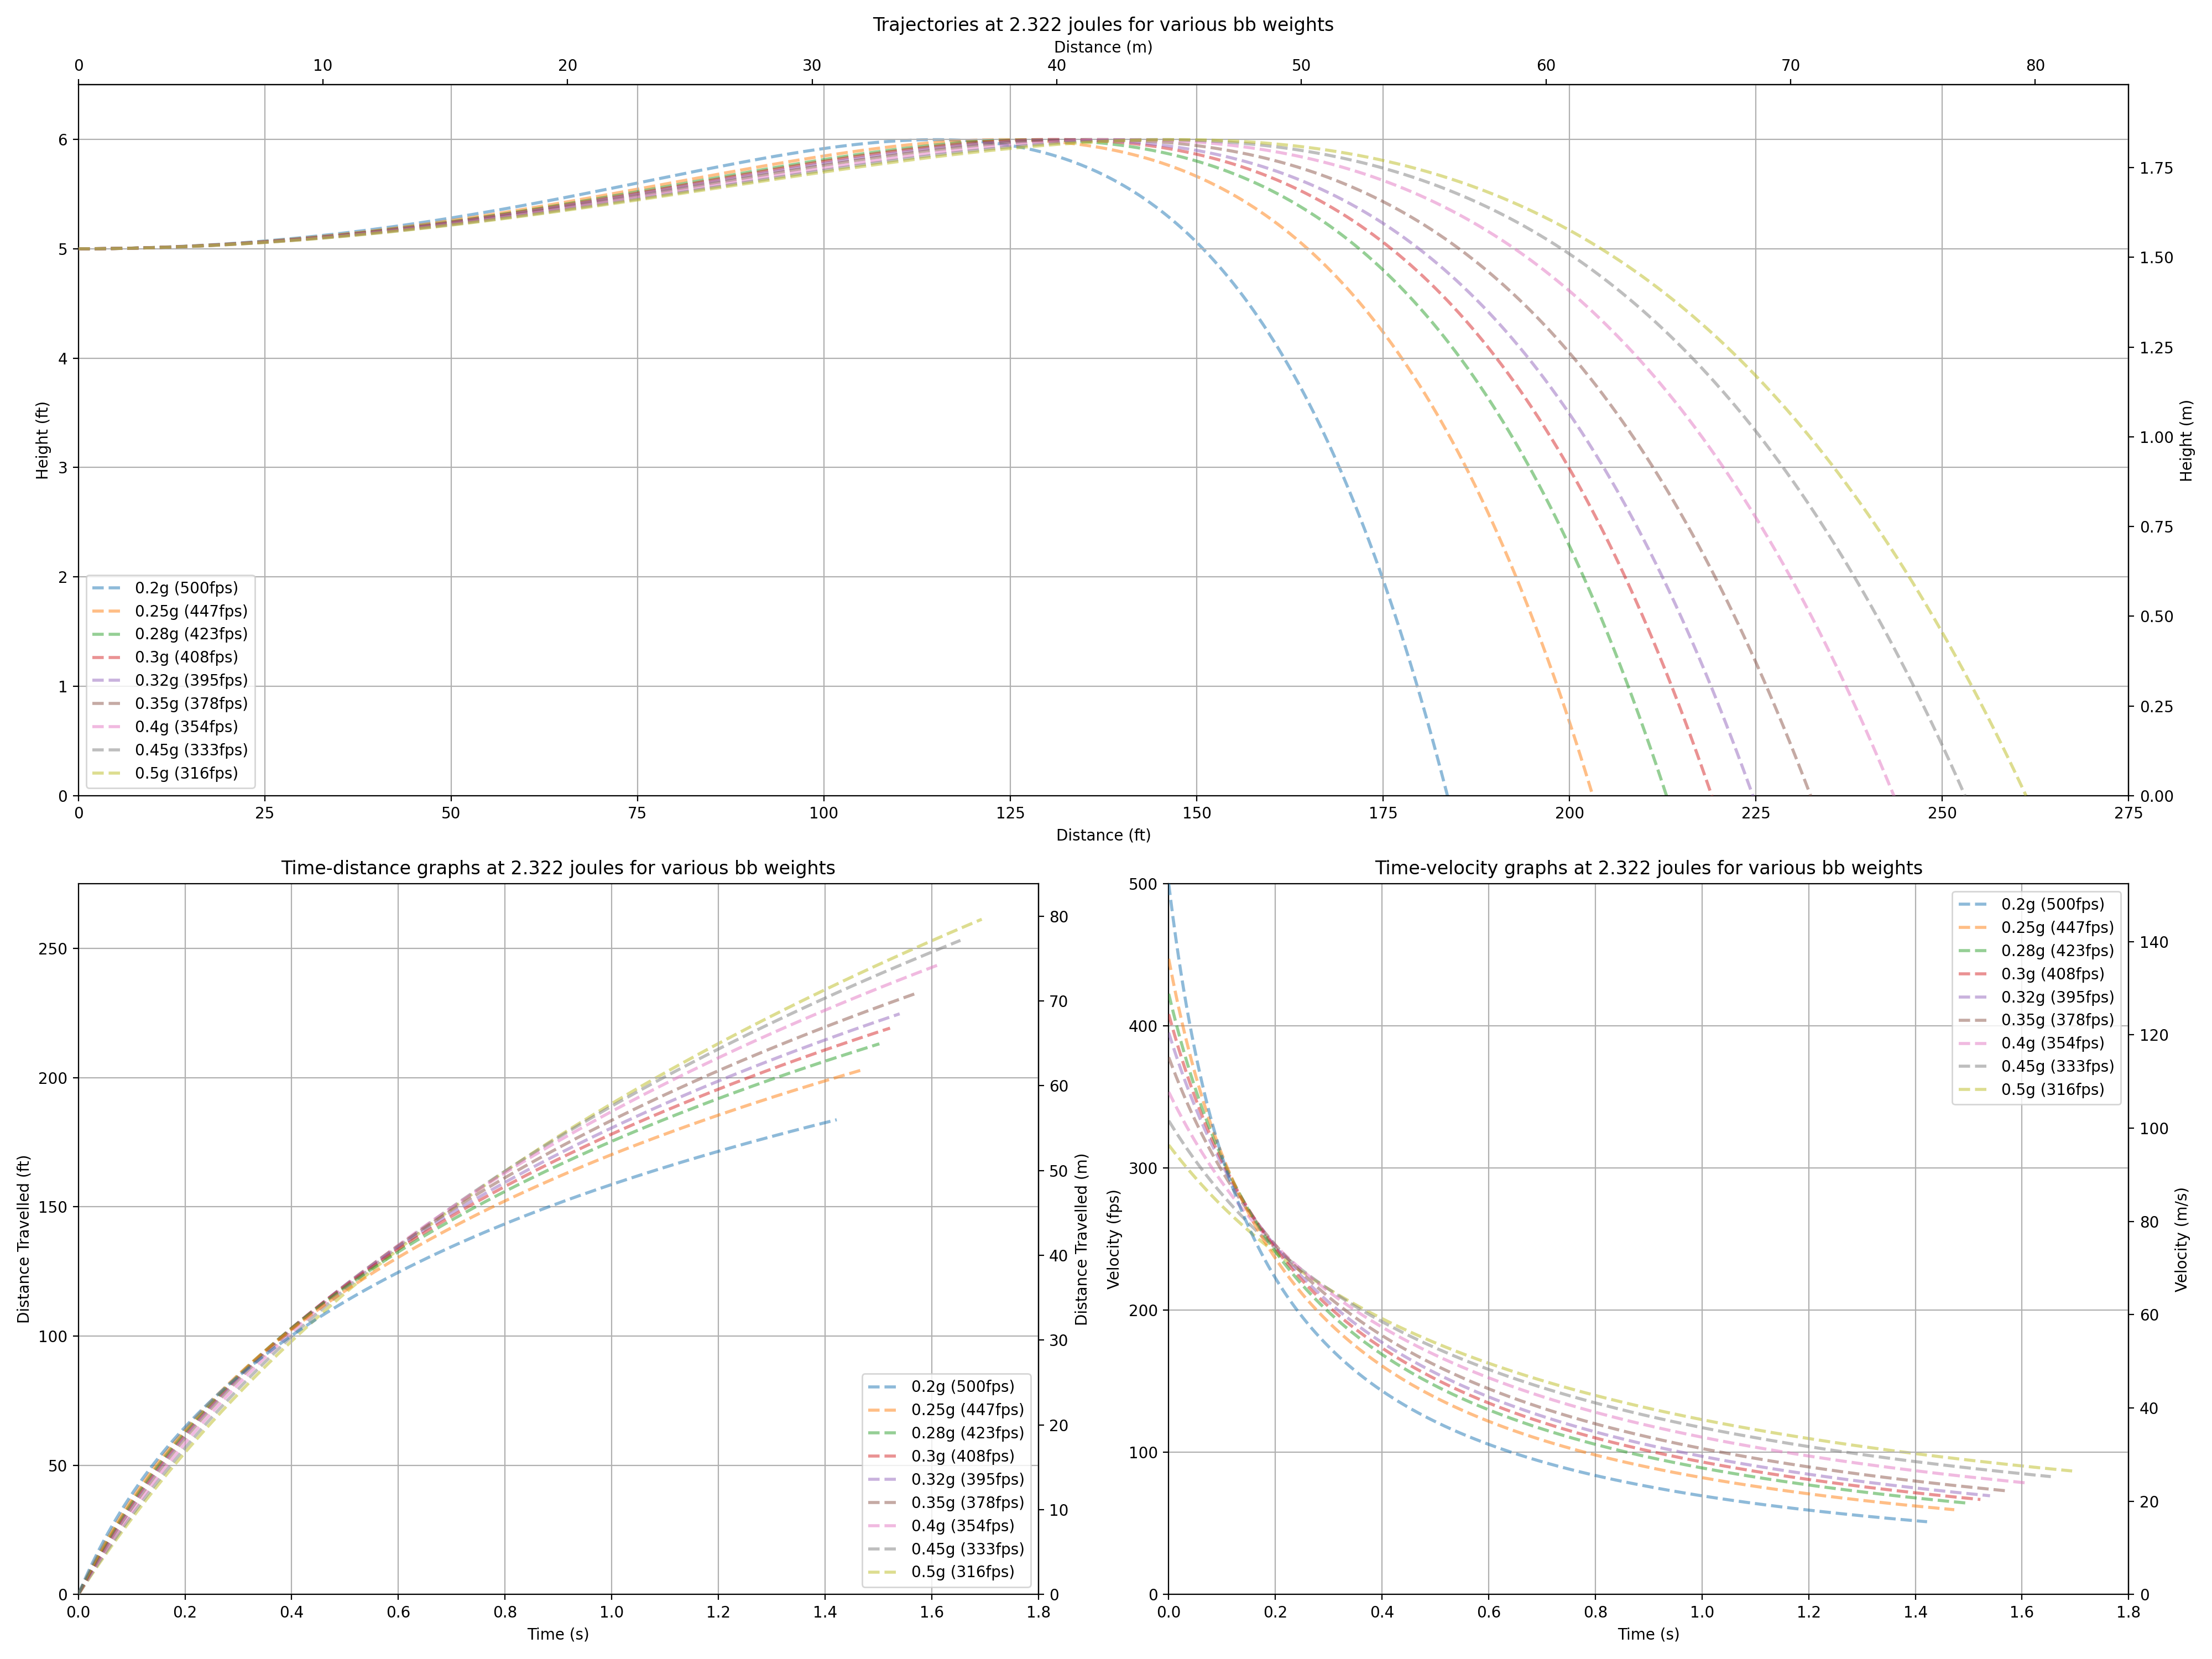 Trajectories at 2.322 joules for various bb weights
Distance (m)
0 10 20 30 40 50 60 70 80
6
5
4
3
2
1
0
Height (ft)
1.75
1.50
1.25
1.00
0.75
0.50
0.25
0.00
Height (m)
0.2g (500fps)
0.25g (447fps)
0.28g (423fps)
0.3g (408fps)
0.32g (395fps)
0.35g (378fps)
0.4g (354fps)
0.45g (333fps)
0.5g (316fps)
0 25 50 75 100 125 150 175 200 225 250 275
Distance (ft)
Time-distance graphs at 2.322 joules for various bb weights
250
200
150
100
50
0
Distance Travelled (ft)
80
70
60
50
40
30
20
10
0
Distance Travelled (m)
0.2g (500fps)
0.25g (447fps)
0.28g (423fps)
0.3g (408fps)
0.32g (395fps)
0.35g (378fps)
0.4g (354fps)
0.45g (333fps)
0.5g (316fps)
0.0 0.2 0.4 0.6 0.8 1.0 1.2 1.4 1.6 1.8
Time (s)
Time-velocity graphs at 2.322 joules for various bb weights
500
400
300
200
100
0
Velocity (fps)
140
120
100
80
60
40
20
0
Velocity (m/s)
0.2g (500fps)
0.25g (447fps)
0.28g (423fps)
0.3g (408fps)
0.32g (395fps)
0.35g (378fps)
0.4g (354fps)
0.45g (333fps)
0.5g (316fps)
0.0 0.2 0.4 0.6 0.8 1.0 1.2 1.4 1.6 1.8
Time (s)